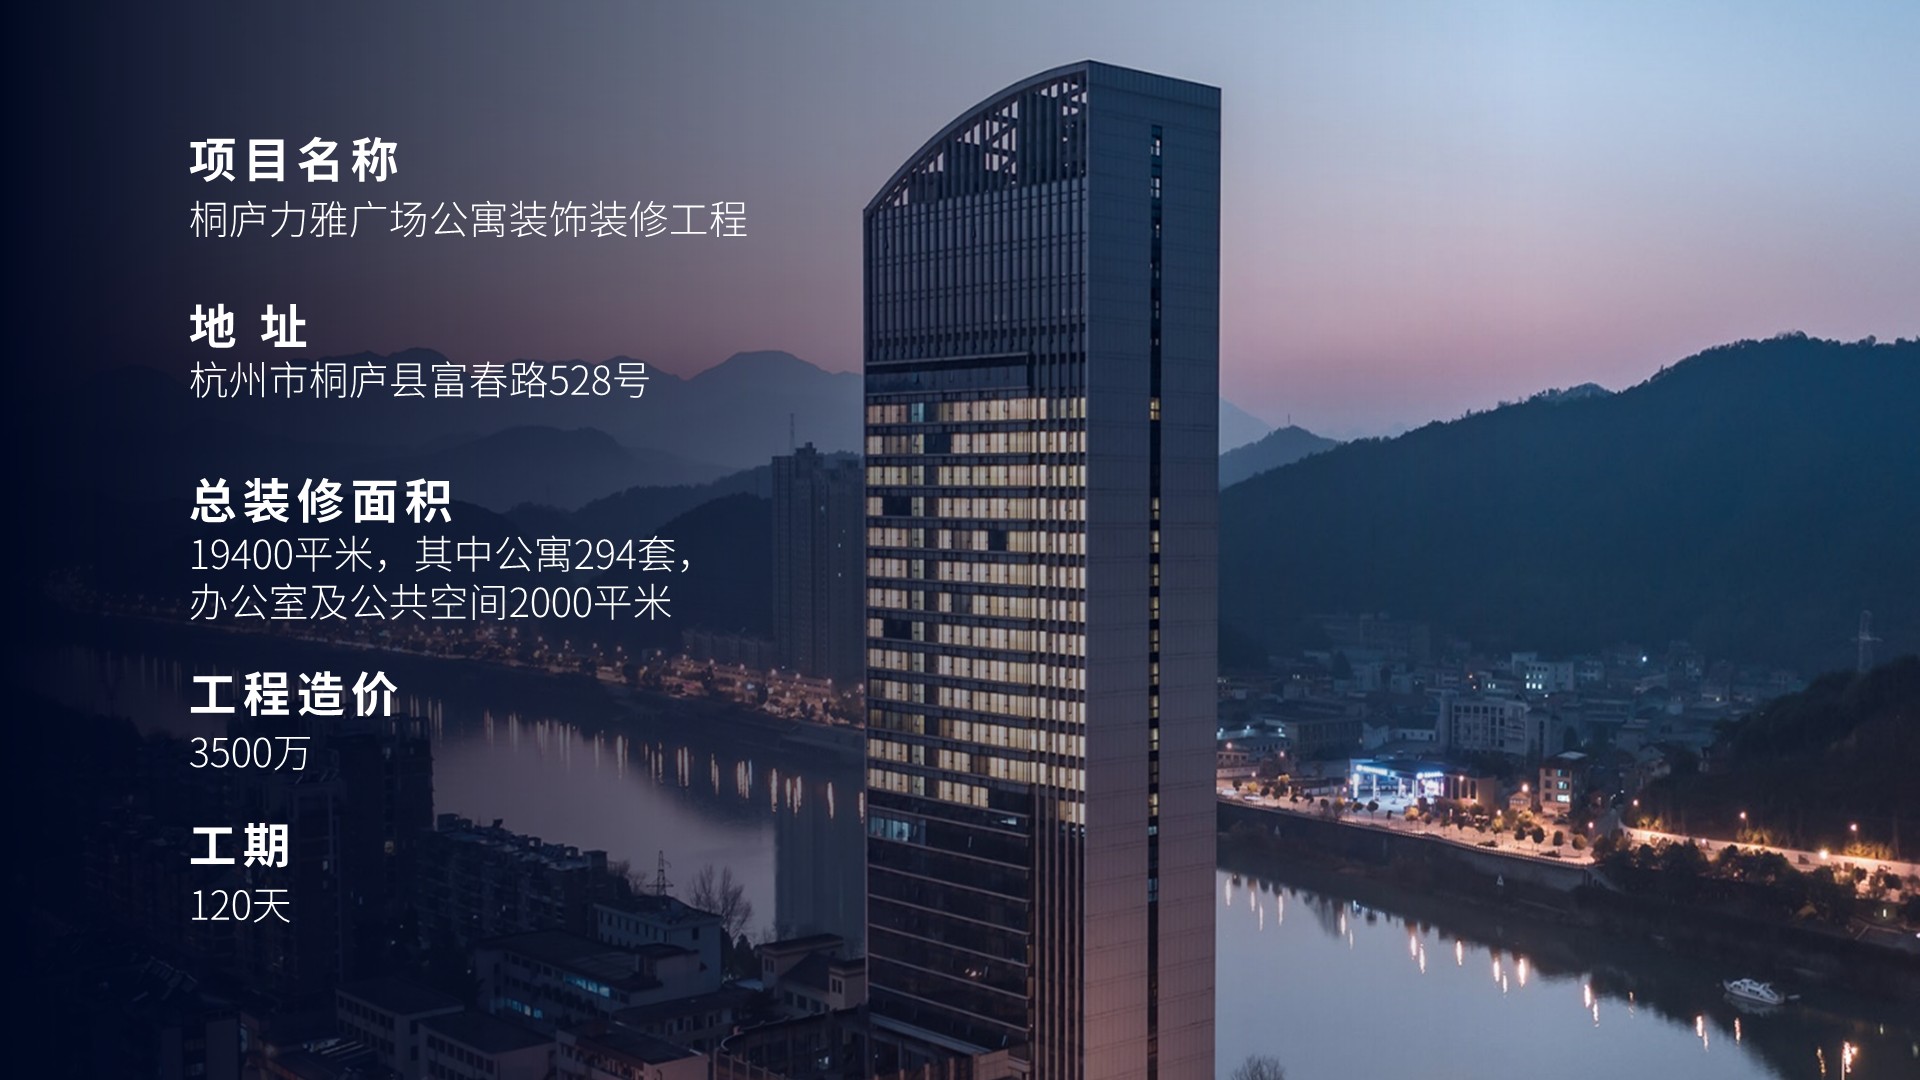 项目名称
桐庐力雅广场公寓装饰装修工程
地 址
杭州市桐庐县富春路528号
总装修面积
19400平米，其中公寓294套，
办公室及公共空间2000平米
工程造价
3500万
工期
120天